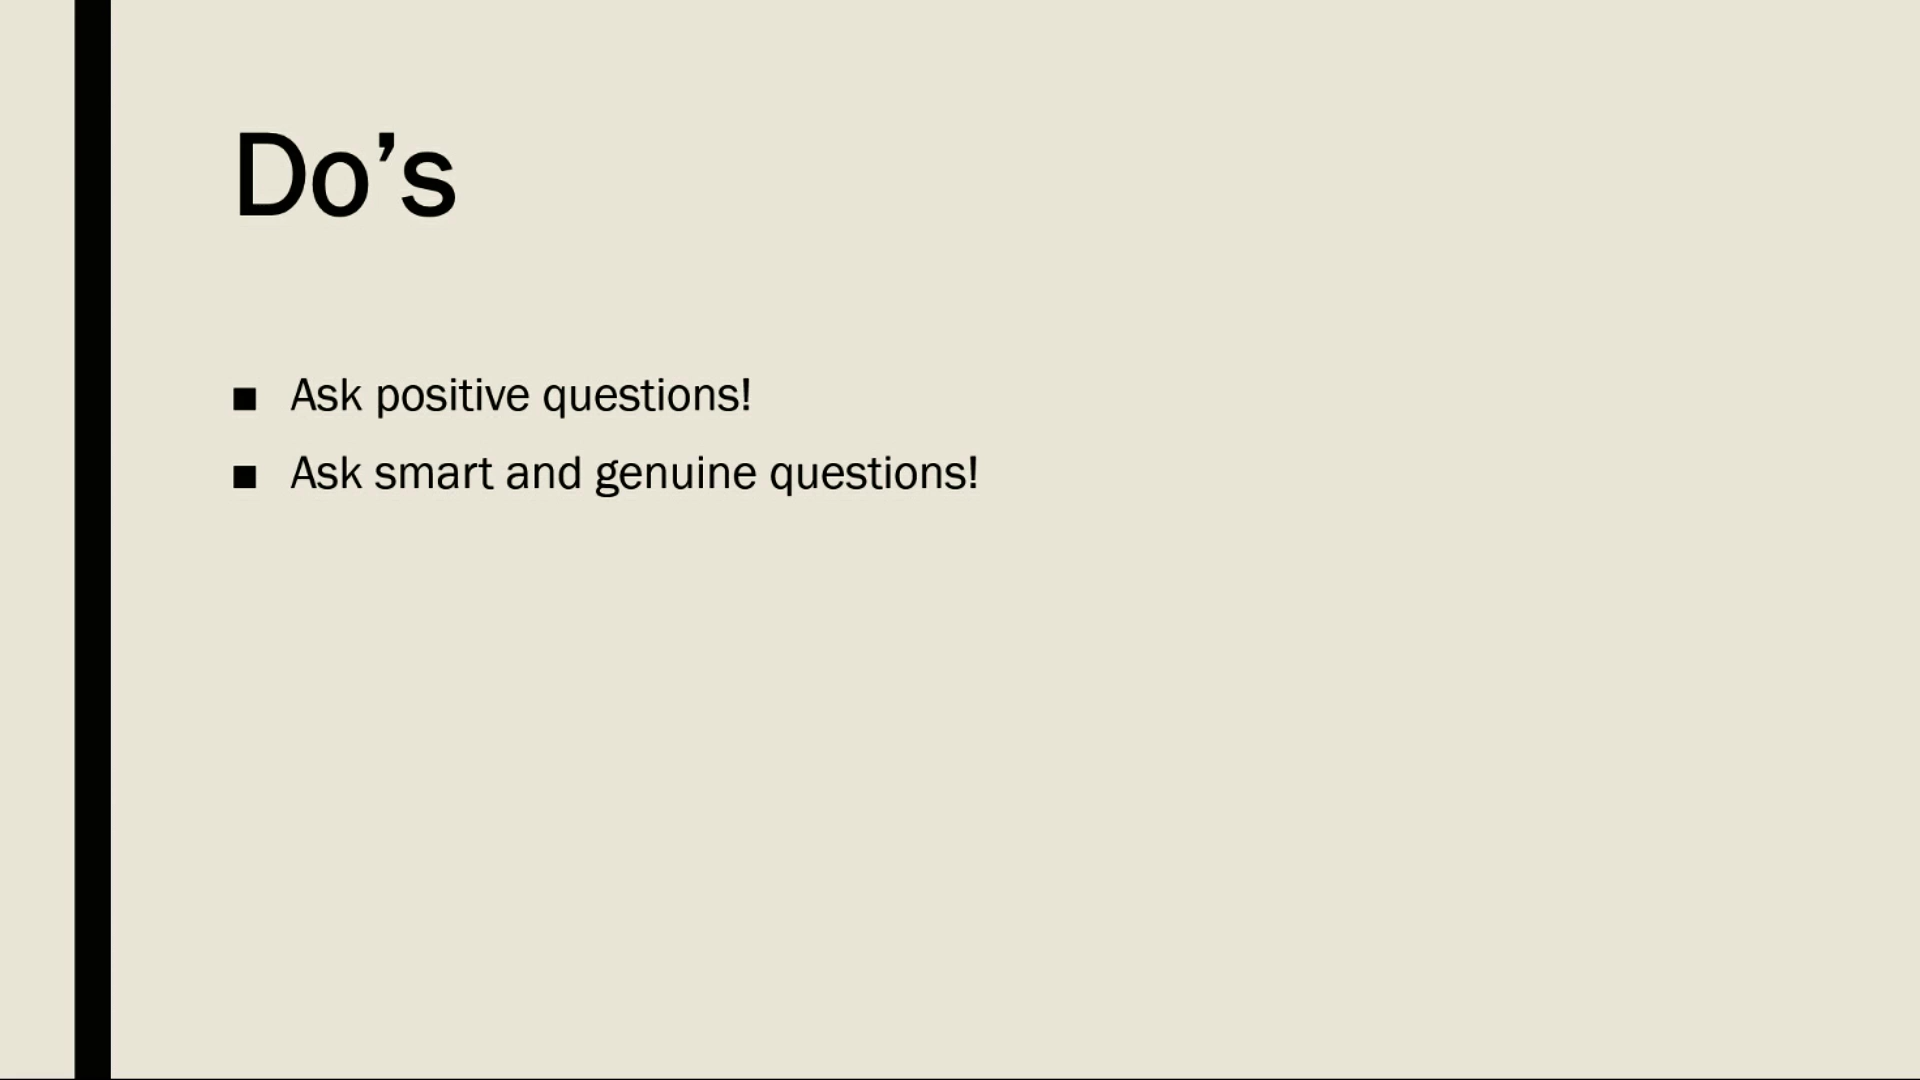 Do’s
■ Ask positive questions!
■ Ask smart and genuine questions!